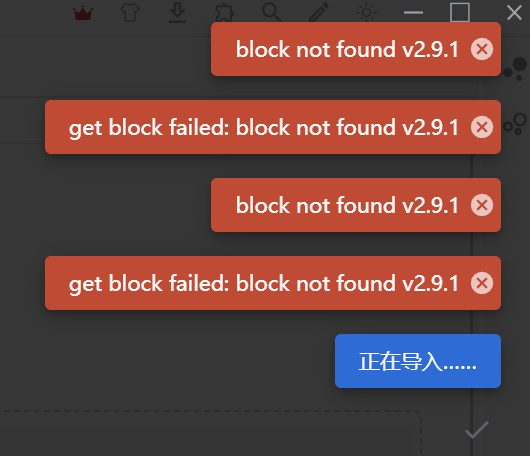 block not found v2.9.1
get block failed: block not found v2.9.1
block not found v2.9.1
get block failed: block not found v2.9.1
正在导入......